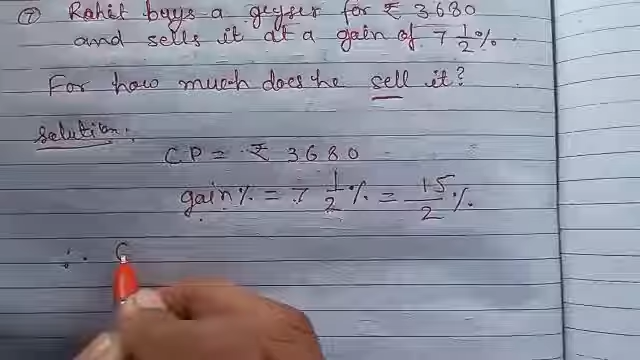 ⑦ Rahit buys a geyser for ₹ 3680
and sells it at a gain of 7 1/2 %.
For how much does he sell it?
Solution:
C.P = ₹ 3680
gain % = 7 1/2 % = 15/2 %
∴ G